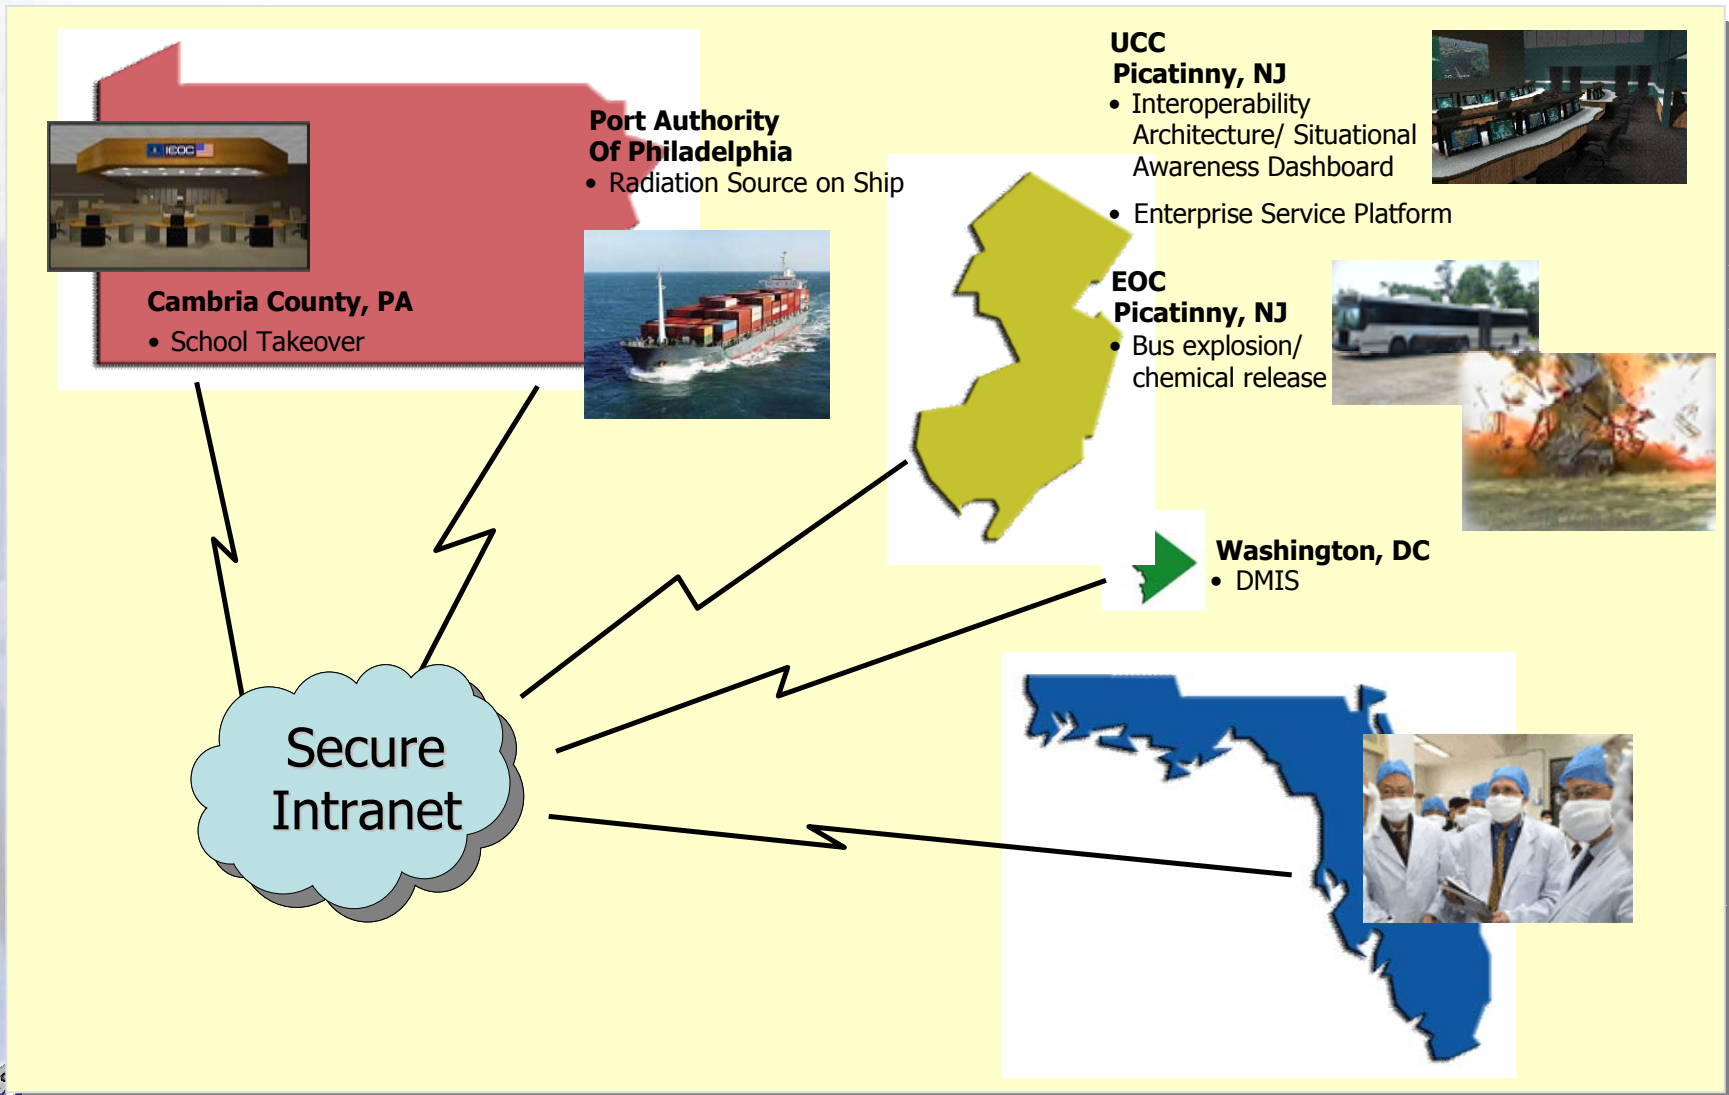 IEOC
Cambria County, PA
• School Takeover
Port Authority
Of Philadelphia
• Radiation Source on Ship
UCC
Picatinny, NJ
• Interoperability
Architecture/ Situational
Awareness Dashboard
• Enterprise Service Platform
EOC
Picatinny, NJ
• Bus explosion/
chemical release
Washington, DC
• DMIS
Secure
Intranet